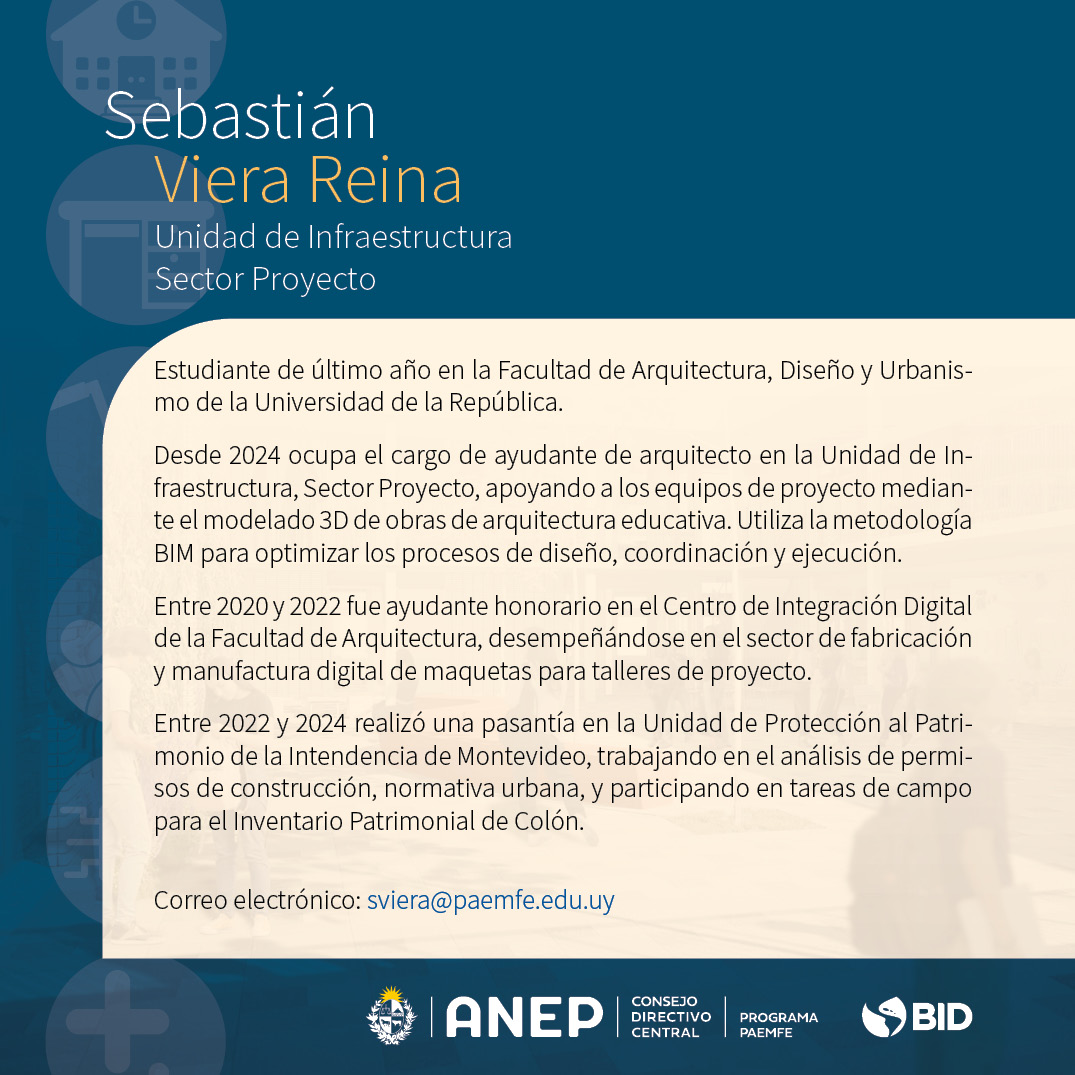 Sebastián
Viera Reina
Unidad de Infraestructura
Sector Proyecto
Estudiante de último año en la Facultad de Arquitectura, Diseño y Urbanis-
mo de la Universidad de la República.
Desde 2024 ocupa el cargo de ayudante de arquitecto en la Unidad de In-
fraestructura, Sector Proyecto, apoyando a los equipos de proyecto median-
te el modelado 3D de obras de arquitectura educativa. Utiliza la metodología
BIM para optimizar los procesos de diseño, coordinación y ejecución.
Entre 2020 y 2022 fue ayudante honorario en el Centro de Integración Digital
de la Facultad de Arquitectura, desempeñándose en el sector de fabricación
y manufactura digital de maquetas para talleres de proyecto.
Entre 2022 y 2024 realizó una pasantía en la Unidad de Protección al Patri-
monio de la Intendencia de Montevideo, trabajando en el análisis de permi-
sos de construcción, normativa urbana, y participando en tareas de campo
para el Inventario Patrimonial de Colón.
Correo electrónico: sviera@paemfe.edu.uy
ANEP
CONSEJO
DIRECTIVO
CENTRAL
PROGRAMA
PAEMFE
BID